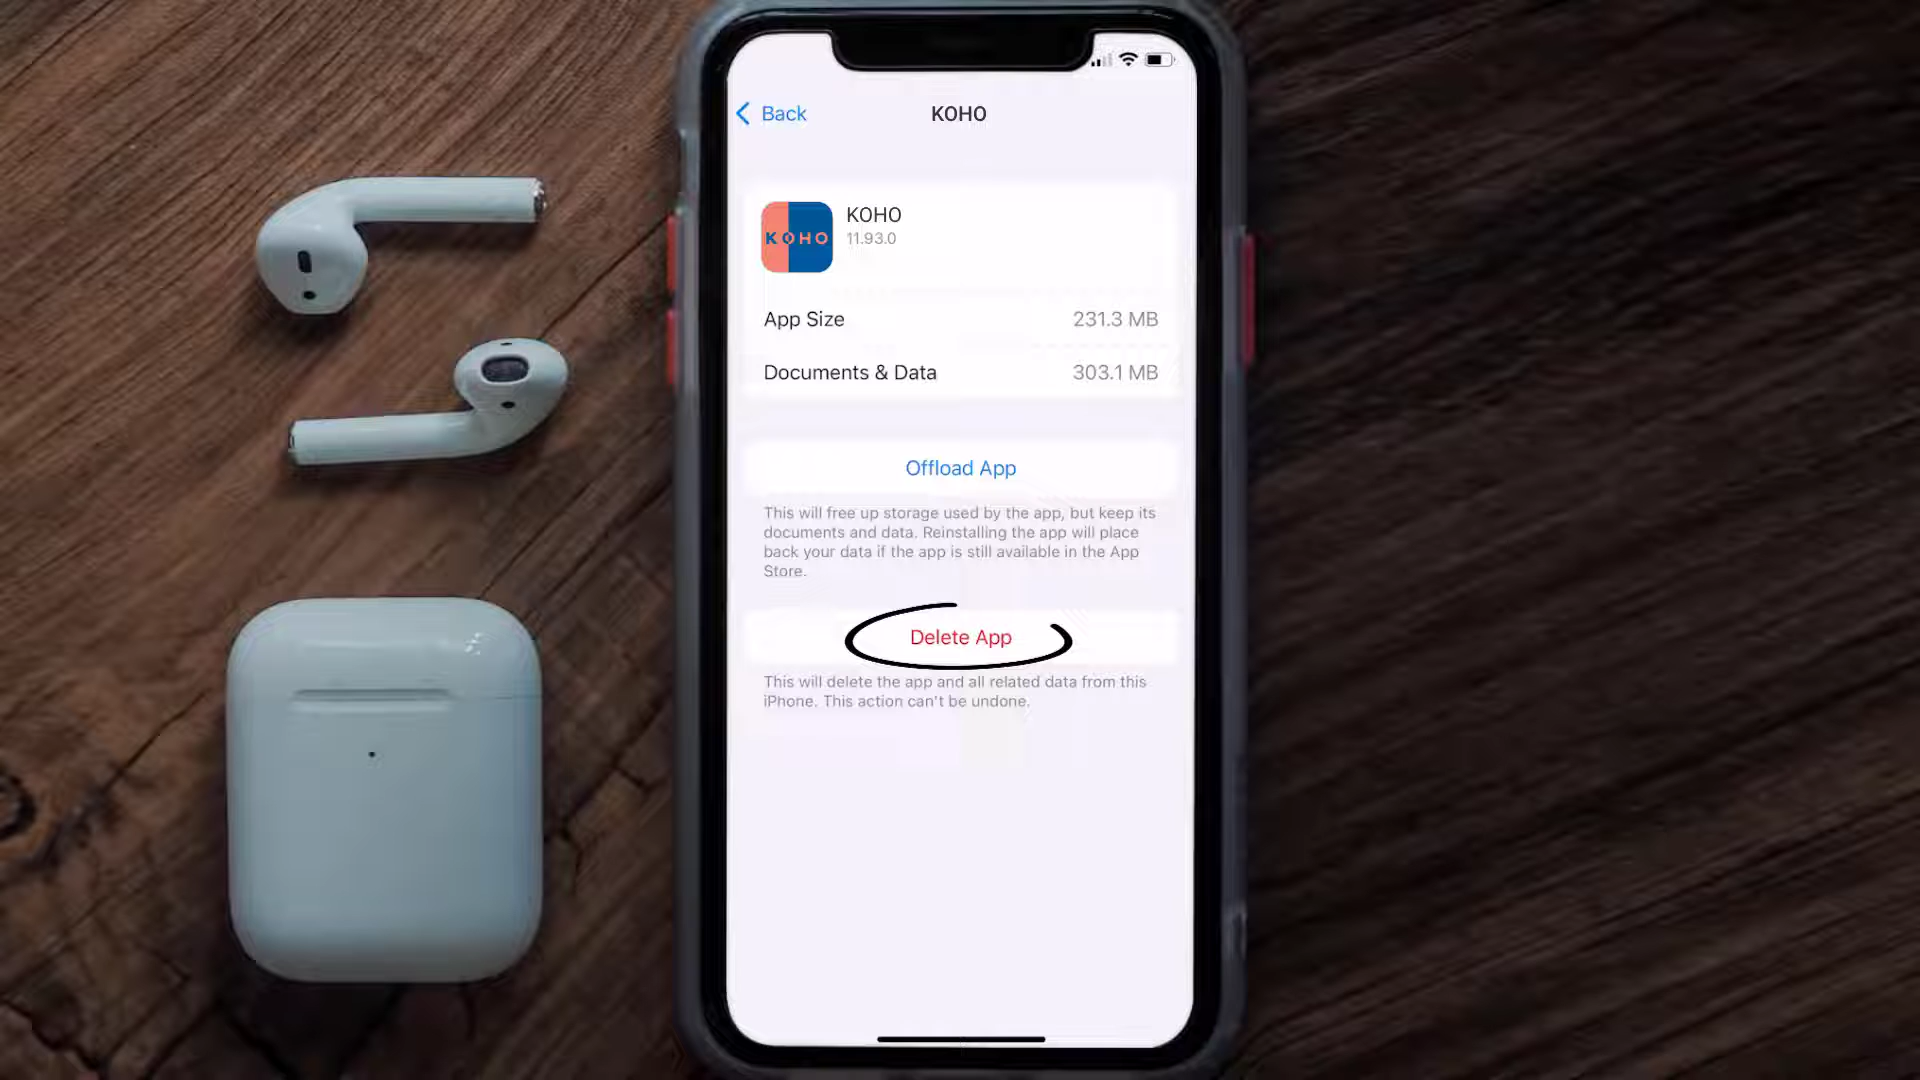 Back
KOHO
KOHO
KOHO
11.93.0
App Size 231.3 MB
Documents & Data 303.1 MB
Offload App
This will free up storage used by the app, but keep its
documents and data. Reinstalling the app will place
back your data if the app is still available in the App
Store.
Delete App
This will delete the app and all related data from this
iPhone. This action can't be undone.